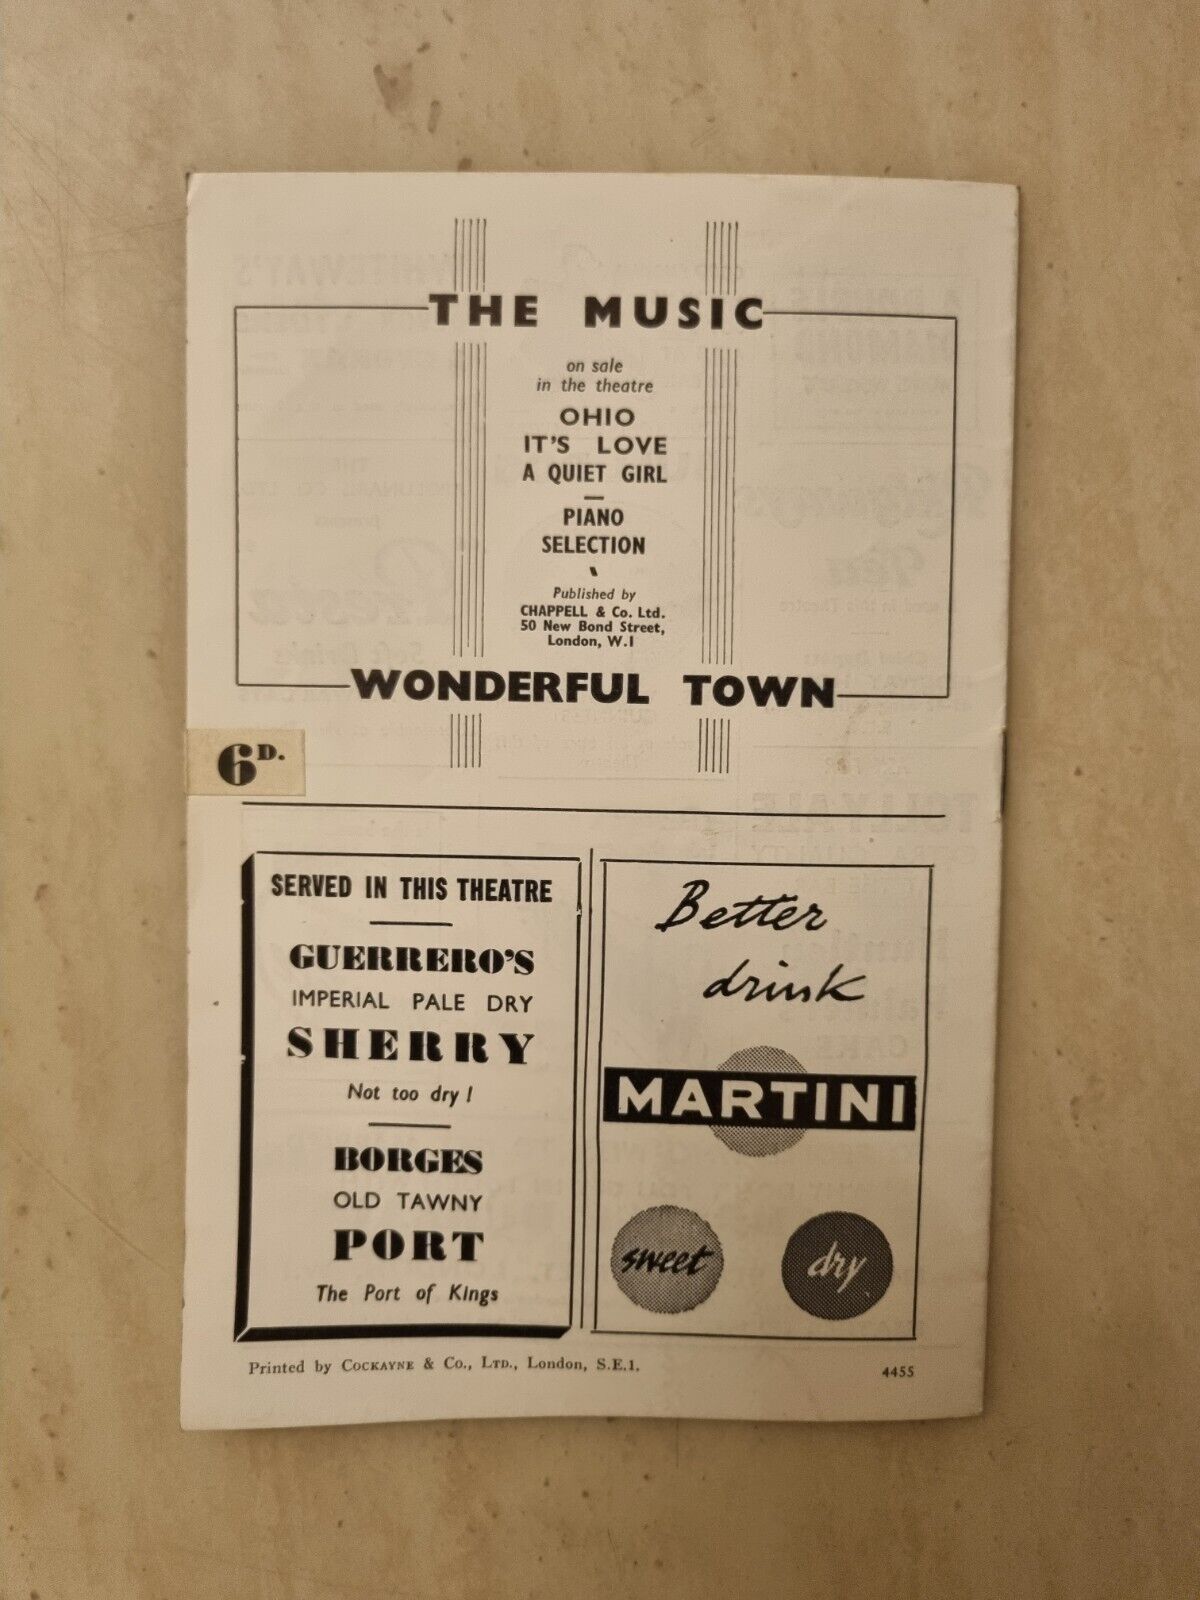 THE MUSIC
on sale
in the theatre
OHIO
IT'S LOVE
A QUIET GIRL
PIANO
SELECTION
Published by
CHAPPELL & Co. Ltd.
50 New Bond Street,
London, W.1
WONDERFUL TOWN
6D.
SERVED IN THIS THEATRE
GUERRERO'S
IMPERIAL PALE DRY
SHERRY
Not too dry!
BORGES
OLD TAWNY
PORT
The Port of Kings
Better
drink
MARTINI
sweet
dry
Printed by COCKAYNE & Co., LTD., London, S.E.1.
4455